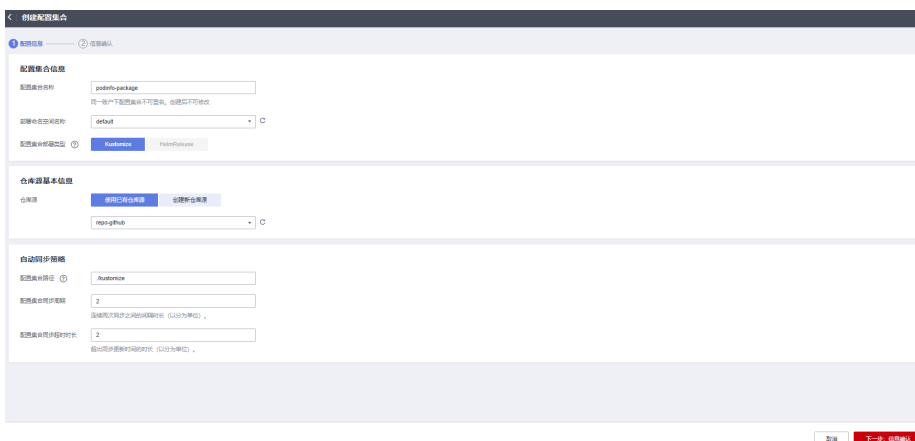 < 创建配置集合
1 配置信息 2 信息确认
配置集合信息
配置集合名称 podinfo-package
同一账户下配置集合不可重名，创建后不可修改
部署命名空间名称 default
配置集合部署类型 ? Kustomize HelmRelease
仓库源基本信息
仓库源 使用已有仓库源 创建新仓库源
repo-github
自动同步策略
配置集合路径 ? ./kustomize
配置集合同步周期 2
连续两次同步之间的间隔时长（以分为单位）。
配置集合同步超时时长 2
超出同步更新时间的时长（以分为单位）。
取消 下一步: 信息确认